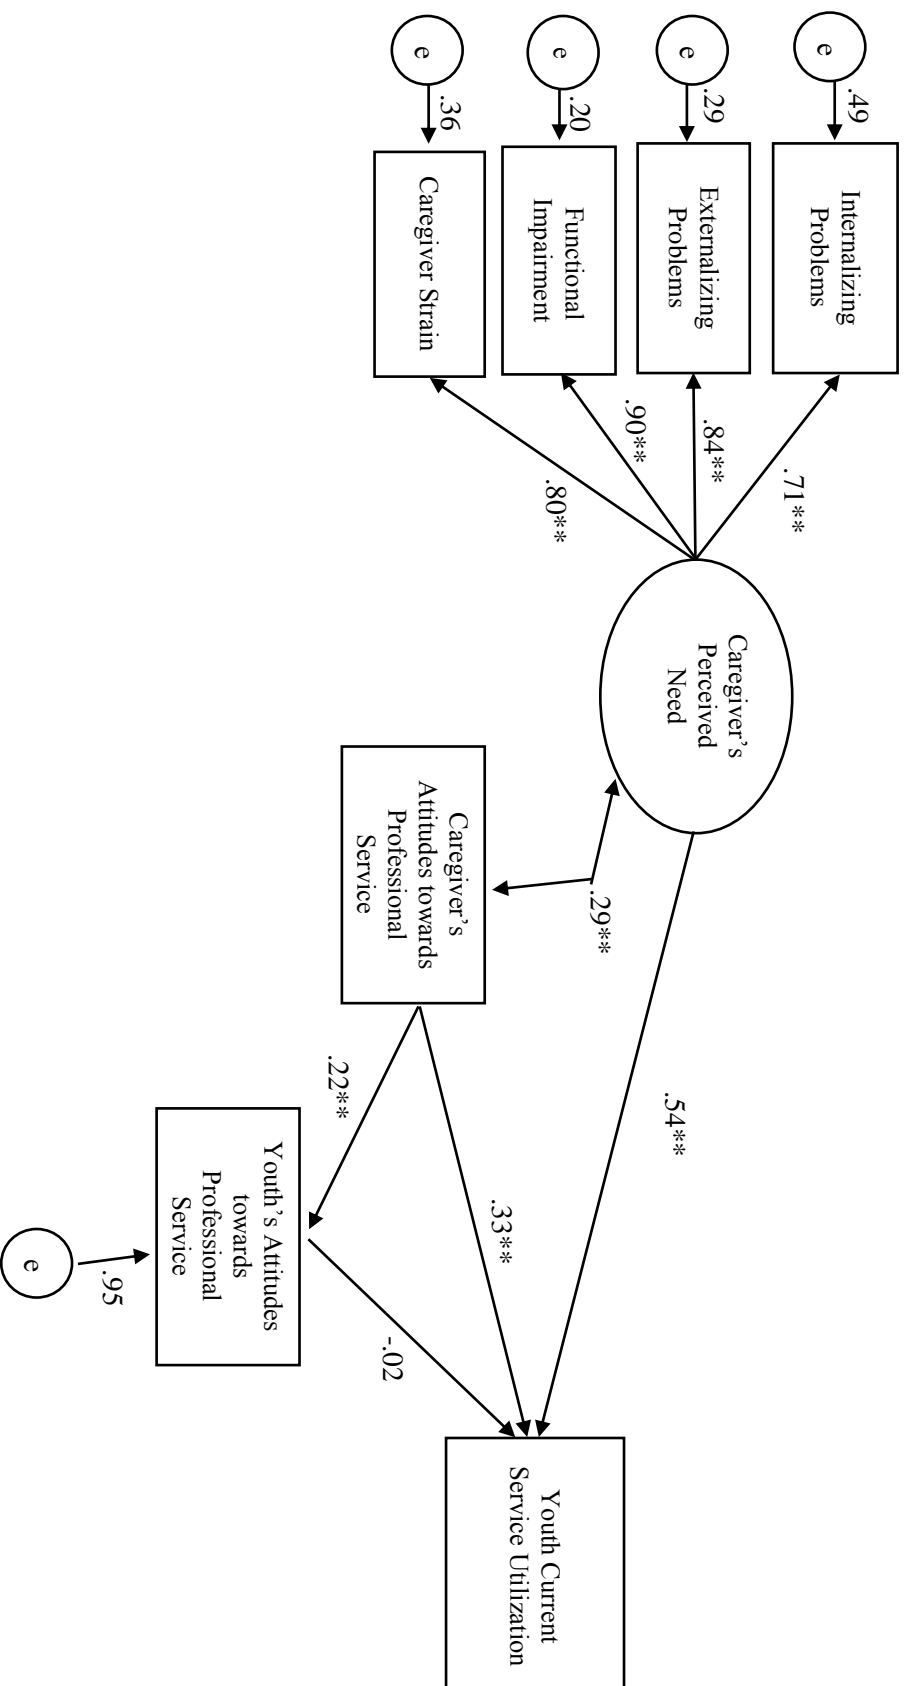 e
.49
Internalizing
Problems
.71**
e
.29
Externalizing
Problems
.84**
e
.20
Functional
Impairment
.90**
e
.36
Caregiver Strain
.80**
Caregiver’s
Perceived
Need
.54**
.29**
Caregiver’s
Attitudes towards
Professional
Service
.33**
.22**
Youth’s Attitudes
towards
Professional
Service
e
.95
-.02
Youth Current
Service Utilization